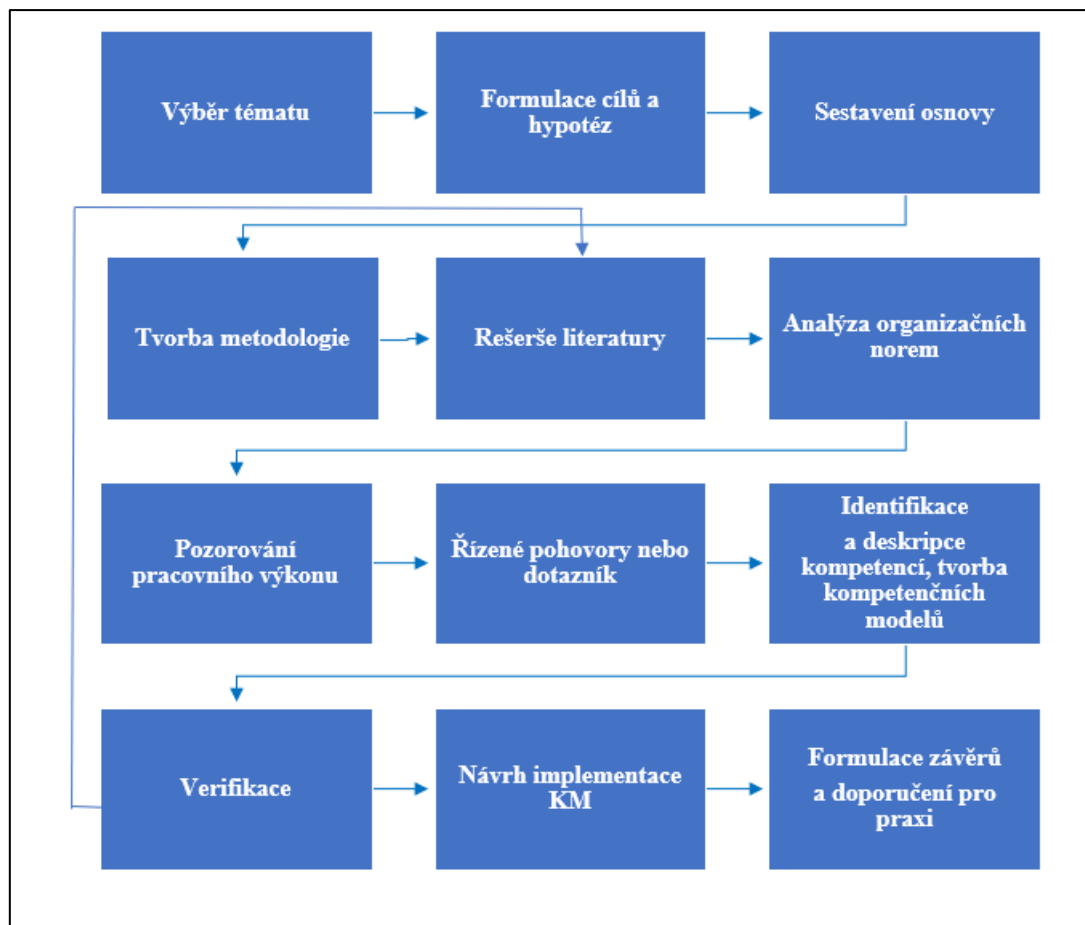 Výběr tématu
Formulace cílů a
hypotéz
Sestavení osnovy
Tvorba metodologie
Rešerše literatury
Analýza organizačních
norem
Pozorování
pracovního výkonu
Řízené pohovory nebo
dotazník
Identifikace
a deskripce
kompetencí, tvorba
kompetenčních
modelů
Verifikace
Návrh implementace
KM
Formulace závěrů
a doporučení pro
praxi